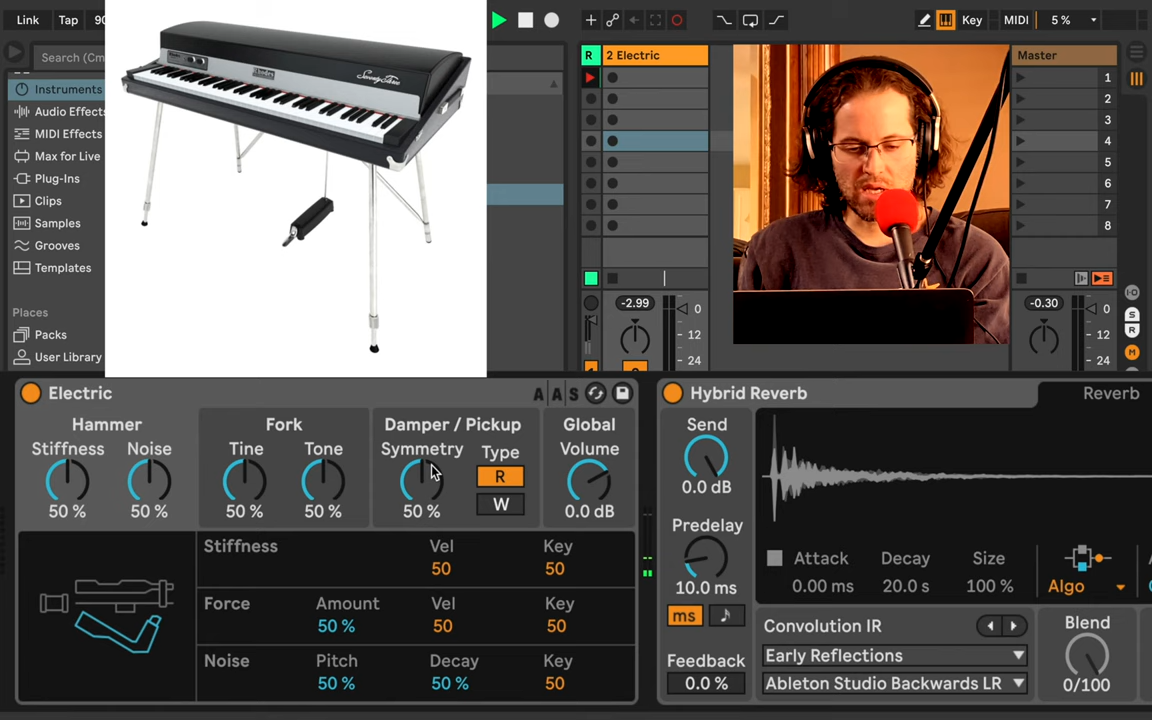 Link Tap 90
Key MIDI 5 %
Search (Cm
Instruments
Audio Effects
MIDI Effects
Max for Live
Plug-Ins
Clips
Samples
Grooves
Templates
Places
Packs
User Library
Rhodes
Seventy Three
R 2 Electric
Master
1
2
3
4
5
6
7
8
-2.99
0
12
24
-0.30
0
12
24
I·O
S
R
M
Electric
A A S
Hammer
Stiffness Noise
50 % 50 %
Fork
Tine Tone
50 % 50 %
Damper / Pickup
Symmetry Type
R
W
50 %
Global
Volume
0.0 dB
Stiffness Vel Key
50 50
Force Amount Vel Key
50 % 50 50
Noise Pitch Decay Key
50 % 50 % 50
Hybrid Reverb
Reverb
Send
0.0 dB
Predelay
10.0 ms
ms
Feedback
0.0 %
Attack Decay Size
0.00 ms 20.0 s 100 %
Algo
Convolution IR
Early Reflections
Ableton Studio Backwards LR
Blend
0/100